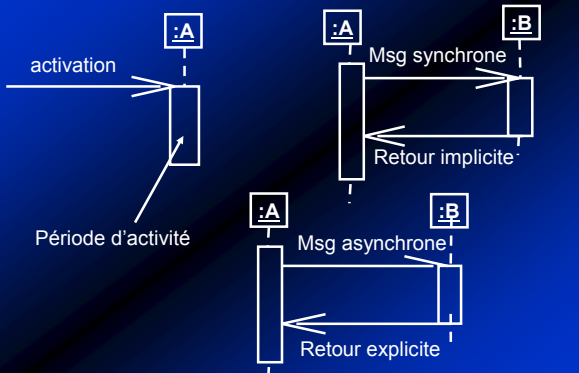 :A
activation
Période d'activité
:A
:B
Msg synchrone
Retour implicite
:A
:B
Msg asynchrone
Retour explicite